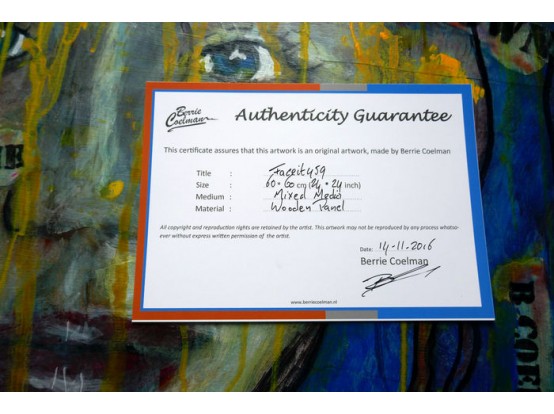 Berrie
Coelman
Authenticity Guarantee
This certificate assures that this artwork is an original artwork, made by Berrie Coelman
Title : Faceit459
Size : 60 * 60 cm (24 * 24 inch)
Medium : Mixed Media
Material : Wooden Panel
All copyright and reproduction rights are retained by the artist. This artwork may not be reproduced by any process whatso-
ever without express written permission of the artist.
Date: 14-11-2016
Berrie Coelman
www.berriecoelman.nl
B COE
B.COEL